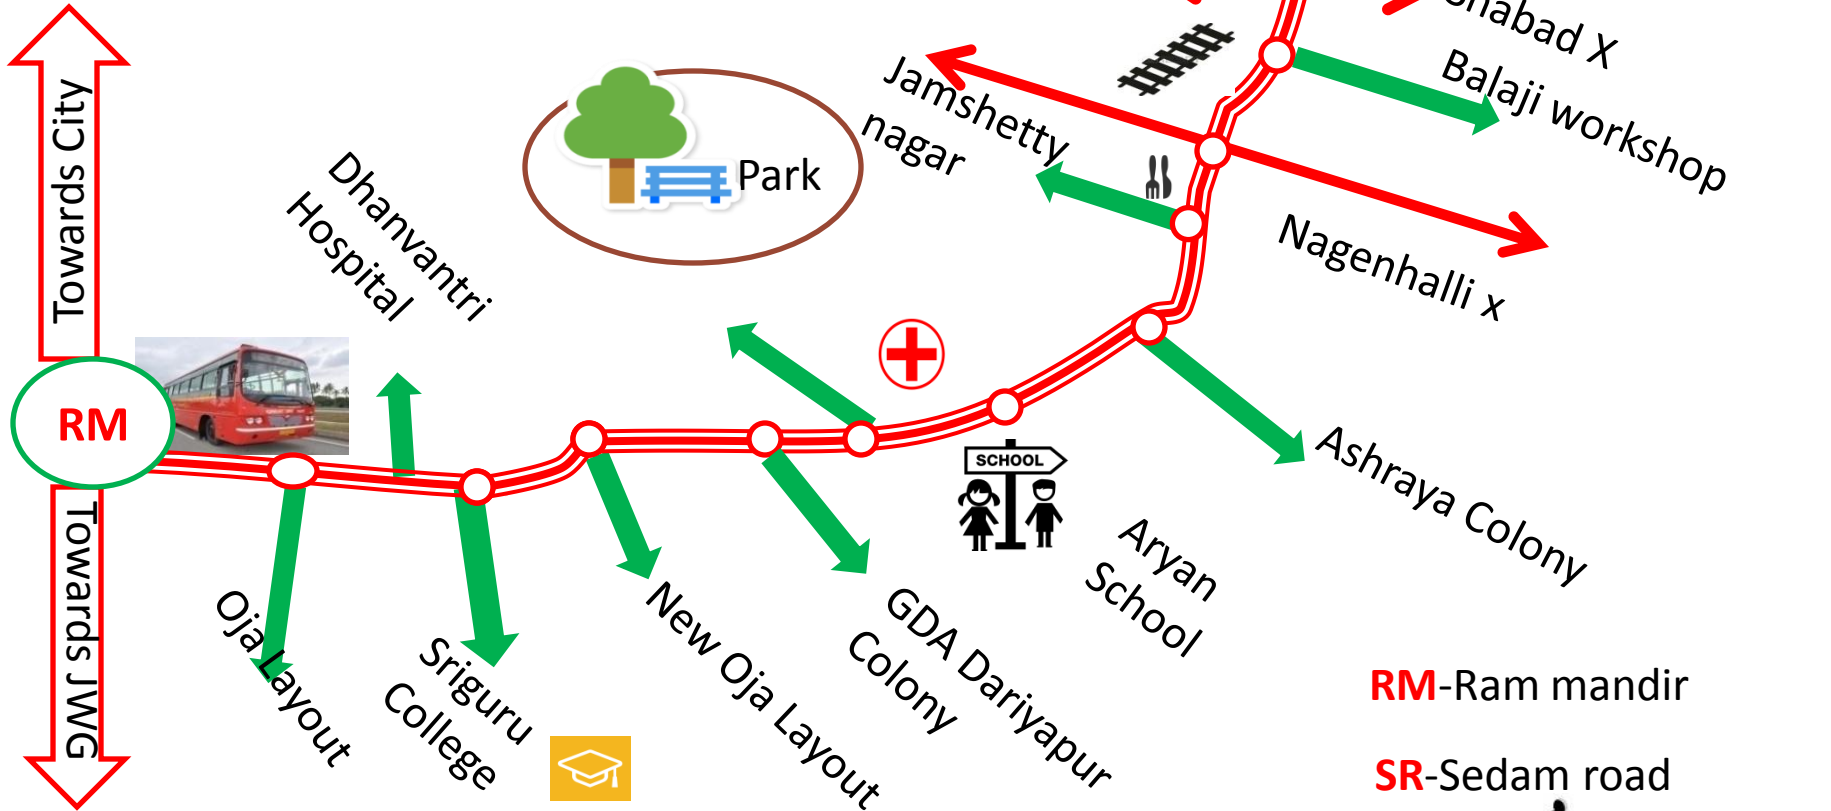 Towards City
RM
Towards JWG
Dhanvantri
Hospital
Park
Jamshetty
nagar
habad X
Balaji workshop
Nagenhalli x
Ashraya Colony
SCHOOL
Aryan
School
GDA Dariyapur
Colony
New Oja Layout
Sriguru
College
Oja Layout
RM-Ram mandir
SR-Sedam road